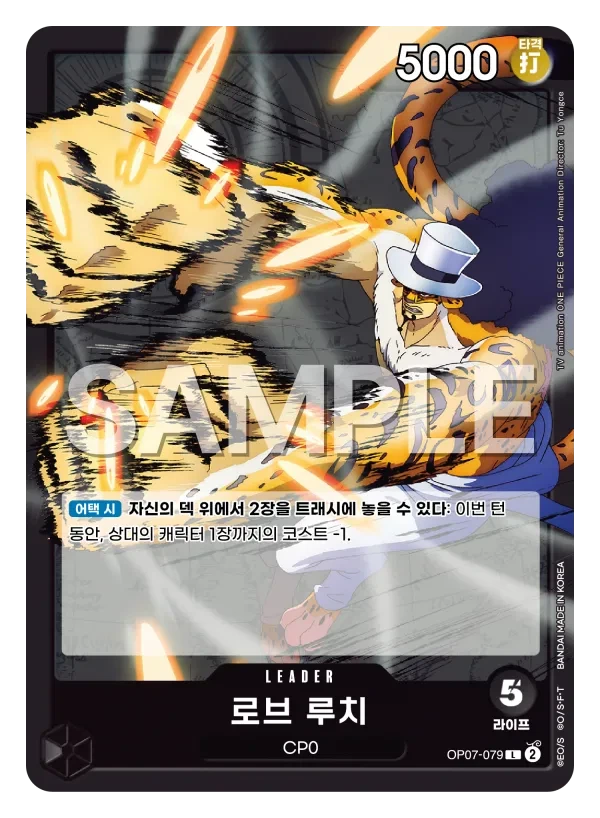 5000
타격
打
TV animation ONE PIECE General Animation Director: Tu Yongce
SAMPLE
어택 시 자신의 덱 위에서 2장을 트래시에 놓을 수 있다: 이번 턴
동안, 상대의 캐릭터 1장까지의 코스트 -1.
BANDAI MADE IN KOREA
©EO/S ©O/S·F·T
LEADER
로브 루치
5
라이프
CP0
OP07-079 L 2